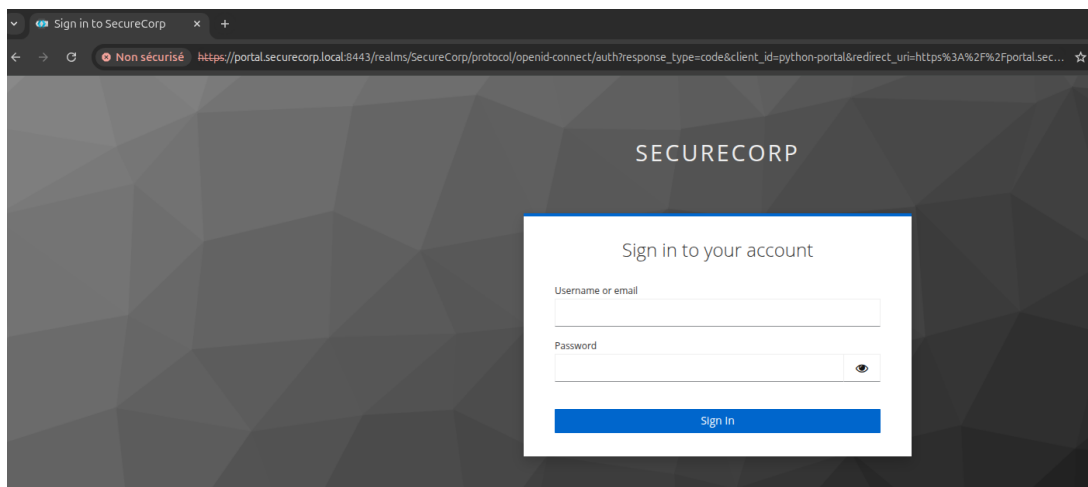 Sign in to SecureCorp
Non sécurisé https://portal.securecorp.local:8443/realms/SecureCorp/protocol/openid-connect/auth?response_type=code&client_id=python-portal&redirect_uri=https%3A%2F%2Fportal.sec...
SECURECORP
Sign in to your account
Username or email
Password
Sign In